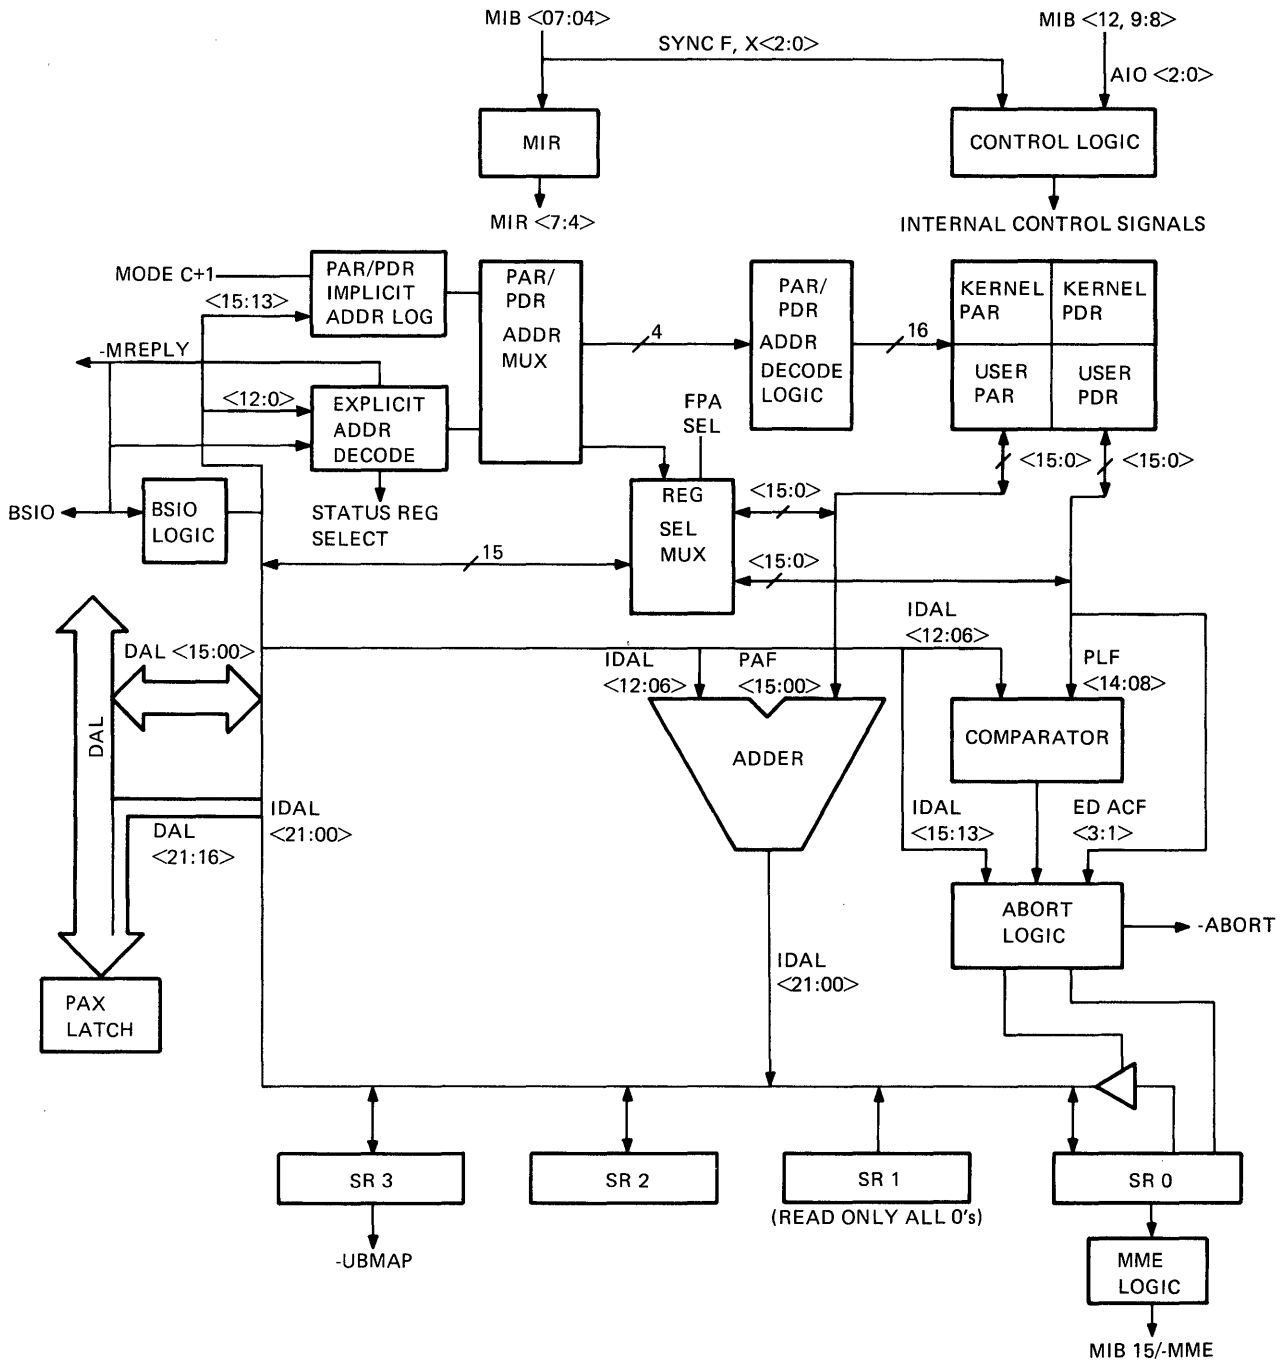 MIB <07:04>
MIB <12, 9:8>
SYNC F, X<2:0>
AIO <2:0>
MIR
CONTROL LOGIC
MIR <7:4>
INTERNAL CONTROL SIGNALS
MODE C+1
<15:13>
PAR/PDR
IMPLICIT
ADDR LOG
PAR/
PDR
ADDR
MUX
4
PAR/
PDR
ADDR
DECODE
LOGIC
16
KERNEL
PAR
KERNEL
PDR
USER
PAR
USER
PDR
-MREPLY
<12:0>
EXPLICIT
ADDR
DECODE
FPA
SEL
<15:0>
<15:0>
BSIO
BSIO
LOGIC
STATUS REG
SELECT
REG
SEL
MUX
<15:0>
15
<15:0>
DAL <15:00>
DAL
IDAL
<12:06>
PAF
<15:00>
IDAL
<12:06>
PLF
<14:08>
ADDER
COMPARATOR
IDAL
<21:00>
DAL
<21:16>
IDAL
<15:13>
ED ACF
<3:1>
ABORT
LOGIC
-ABORT
IDAL
<21:00>
PAX
LATCH
SR 3
SR 2
SR 1
SR 0
(READ ONLY ALL 0's)
-UBMAP
MME
LOGIC
MIB 15/-MME